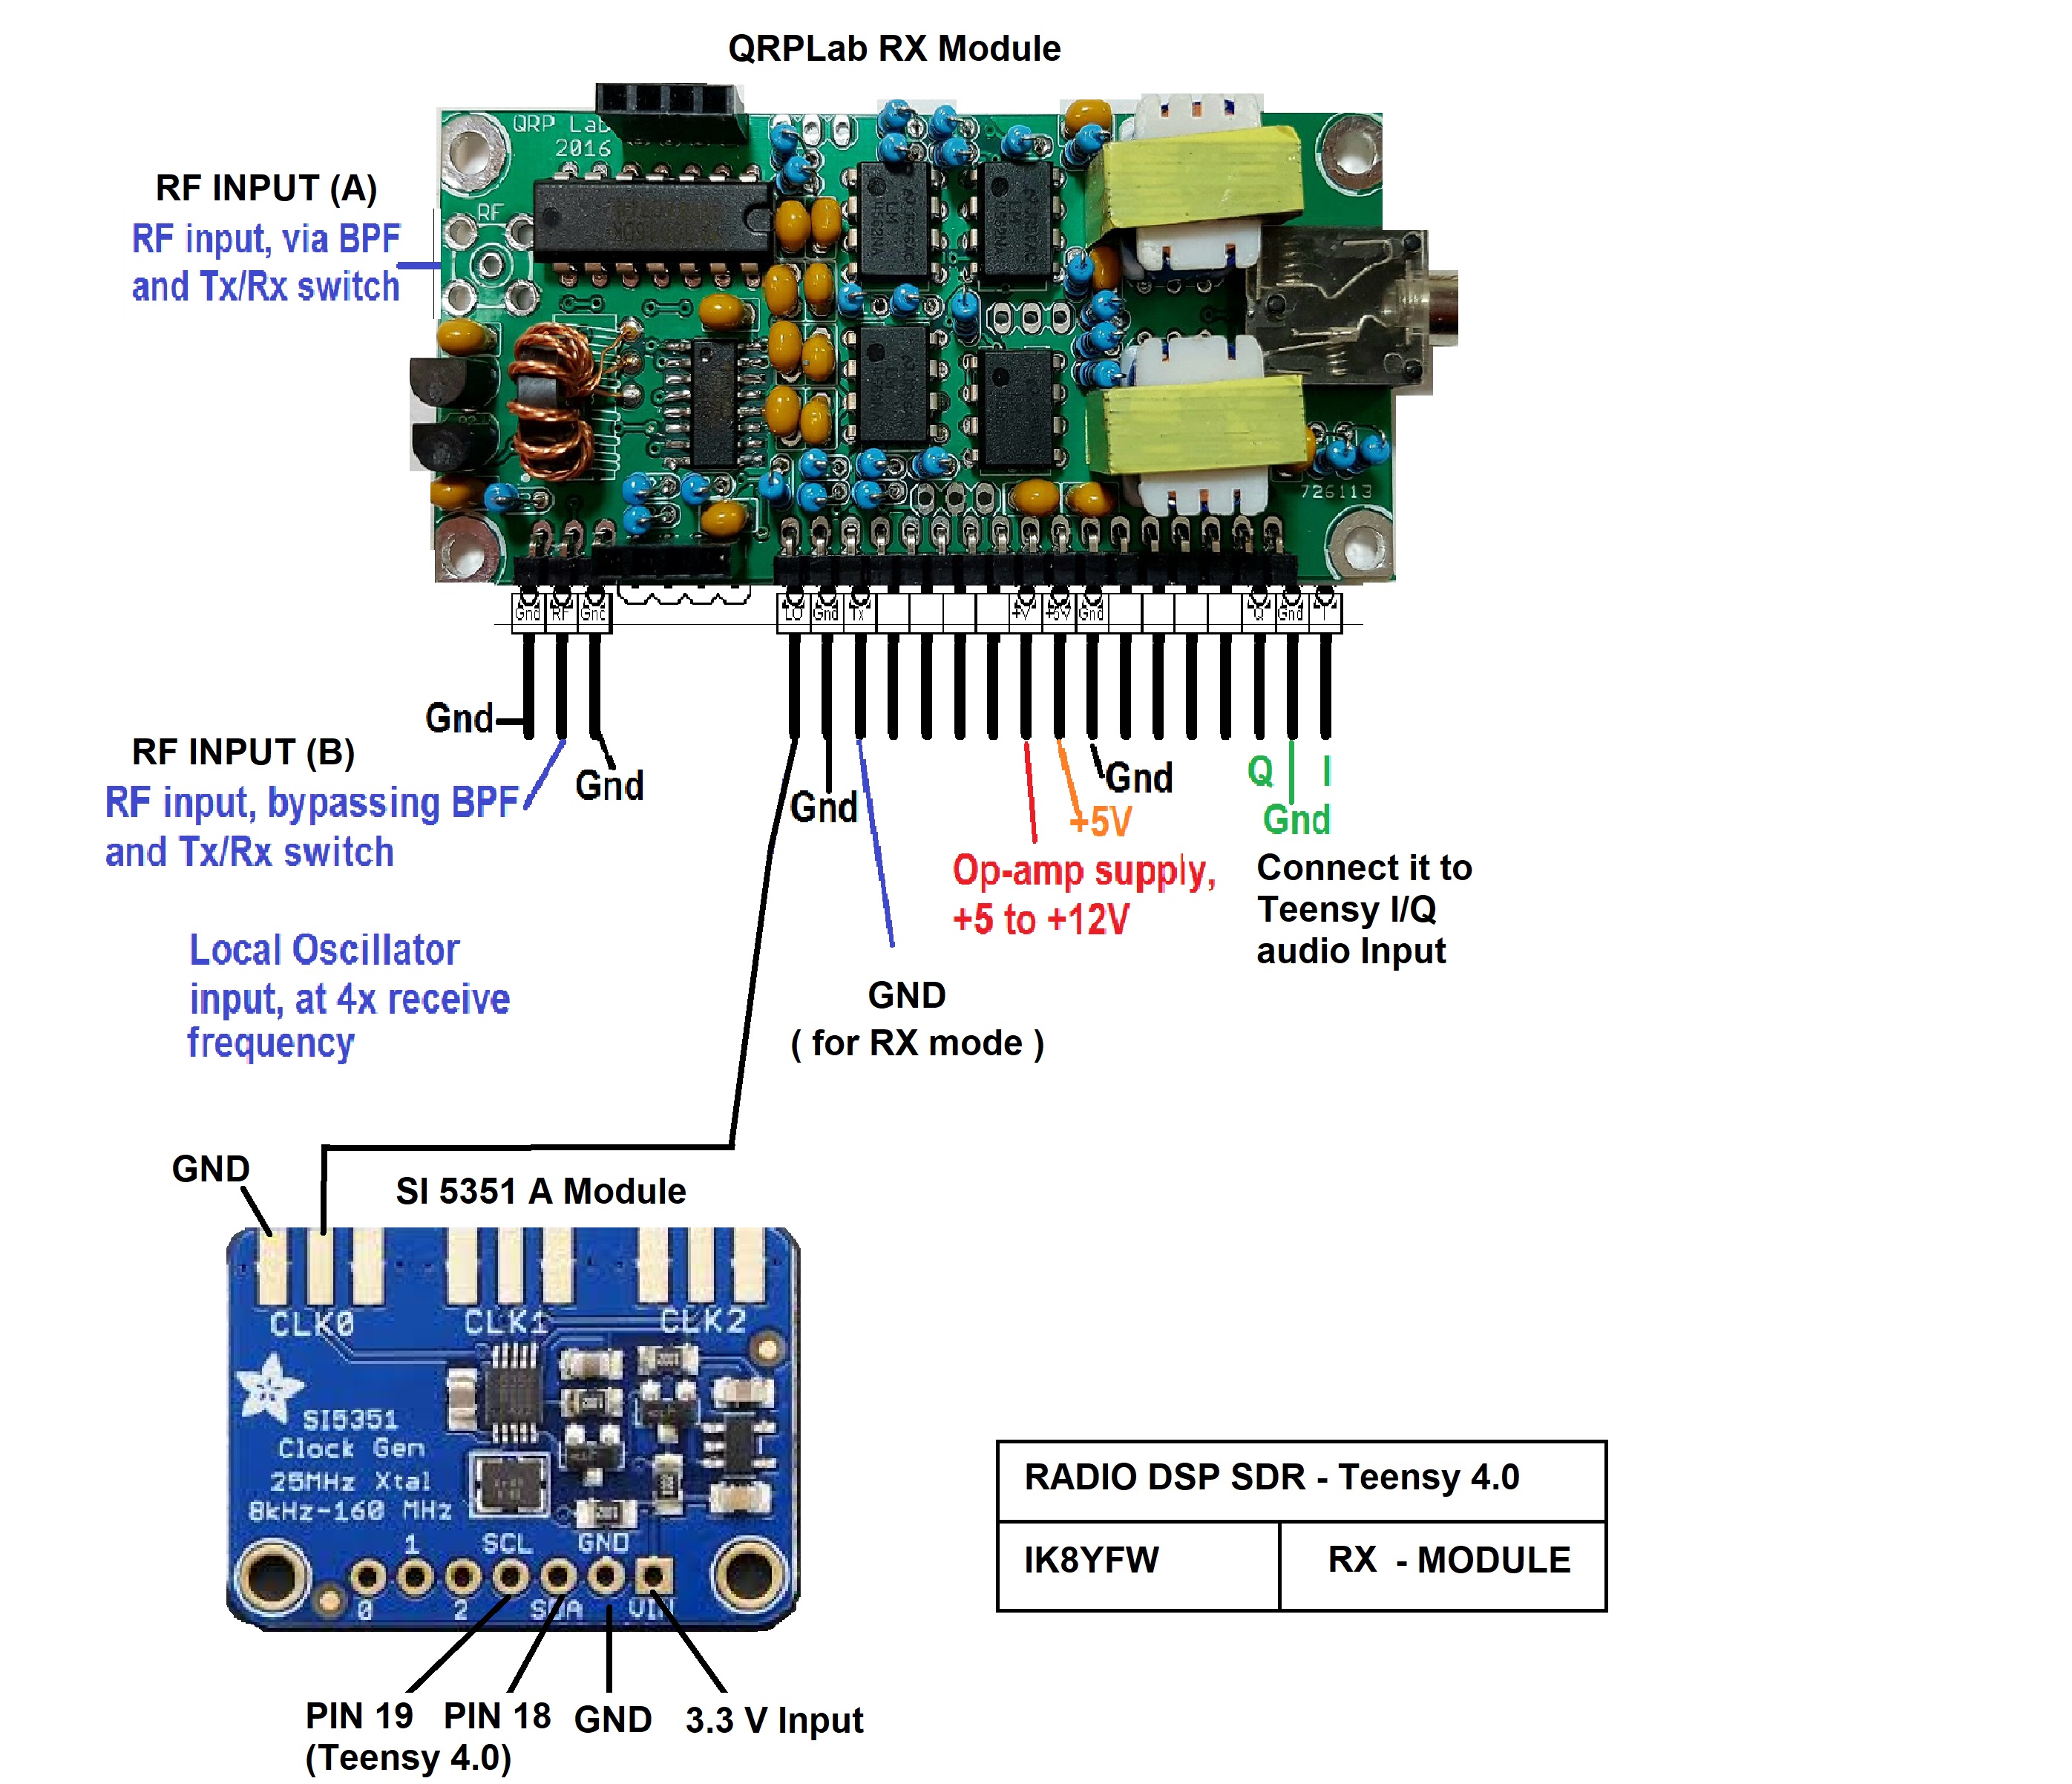 QRPLab RX Module
QRP Lab
2016
RF INPUT (A)
RF input, via BPF
and Tx/Rx switch
RF
LM
4562NA
LM
726113
Gnd RF Gnd
LO Gnd Tx +V +5V Gnd Q Gnd I
Gnd
Gnd
RF INPUT (B)
RF input, bypassing BPF
and Tx/Rx switch
Gnd
Gnd
+5V
Op-amp supply,
+5 to +12V
Q I
Gnd
Connect it to
Teensy I/Q
audio Input
Local Oscillator
input, at 4x receive
frequency
GND
( for RX mode )
GND
SI 5351 A Module
CLK0 CLK1 CLK2
SI5351
Clock Gen
25MHz Xtal
8kHz-160 MHz
1 SCL GND
0 2 SDA VIN
PIN 19 PIN 18 GND 3.3 V Input
(Teensy 4.0)
RADIO DSP SDR - Teensy 4.0
IK8YFW RX - MODULE